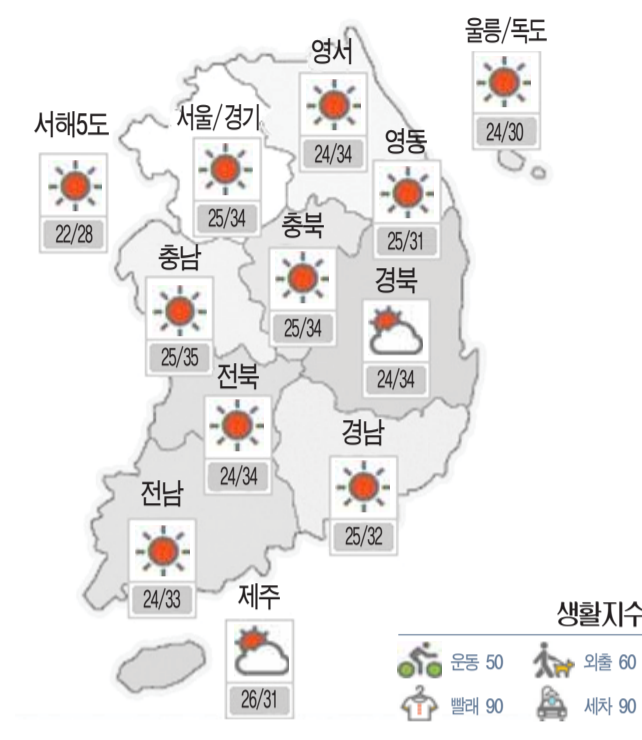 울릉/독도
24/30
영서
24/34
서해5도
22/28
서울/경기
25/34
영동
25/31
충북
25/34
충남
25/35
경북
24/34
전북
24/34
경남
25/32
전남
24/33
제주
26/31
생활지수
운동 50
외출 60
빨래 90
세차 90